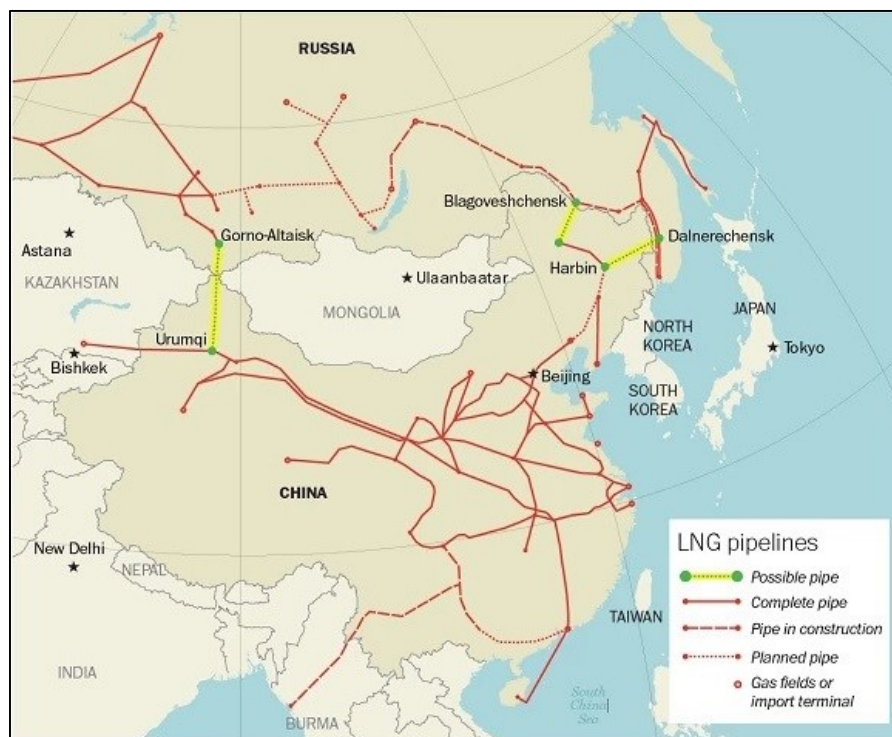 RUSSIA
Blagoveshchensk
Gorno-Altaisk
Dalnerechensk
Astana
Harbin
KAZAKHSTAN
Ulaanbaatar
MONGOLIA
JAPAN
Urumqi
NORTH
KOREA
Tokyo
Bishkek
Beijing
SOUTH
KOREA
CHINA
New Delhi
NEPAL
LNG pipelines
Possible pipe
Complete pipe
TAIWAN
Pipe in construction
Planned pipe
INDIA
Gas fields or
import terminal
South
China
Sea
BURMA